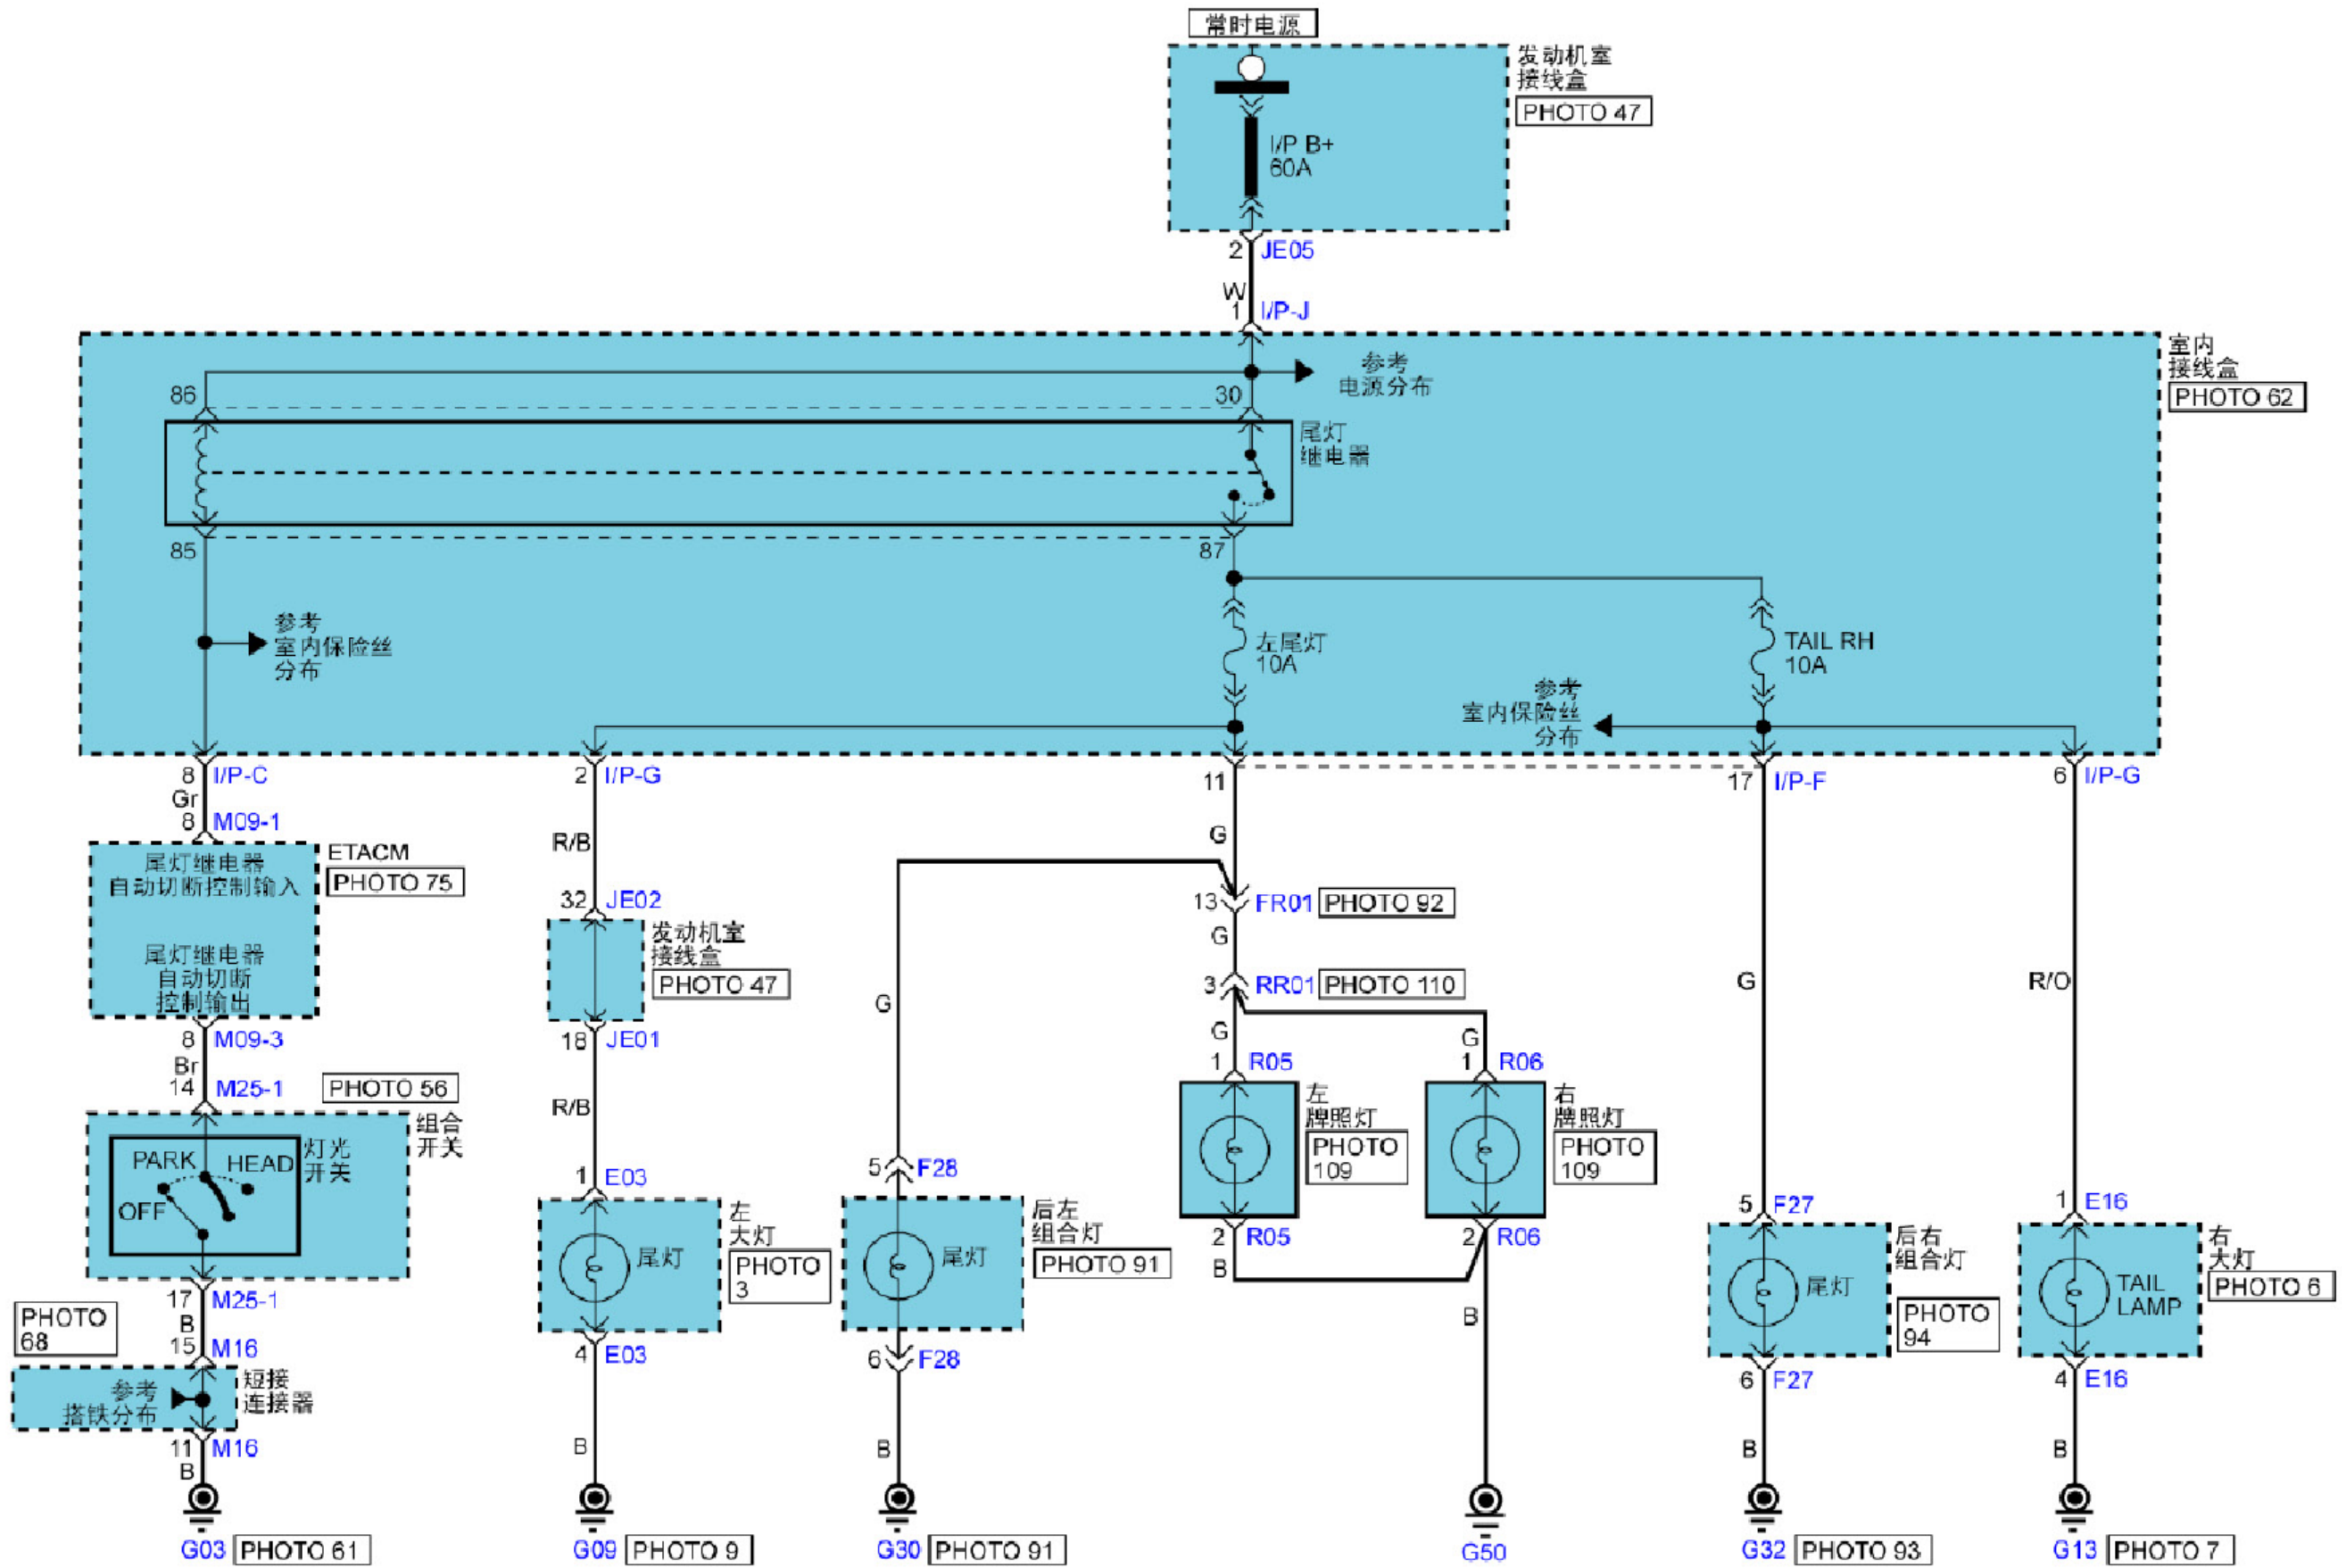 常时电源
发动机室
接线盒
PHOTO 47
I/P B+
60A
2 JE05
W
1 I/P-J
室内
接线盒
PHOTO 62
参考
电源分布
86
30
尾灯
继电器
85
87
参考
室内保险丝
分布
左尾灯
10A
TAIL RH
10A
参考
室内保险丝
分布
8 I/P-C
2 I/P-G
11
17 I/P-F
6 I/P-G
Gr
8 M09-1
尾灯继电器
自动切断控制输入
尾灯继电器
自动切断
控制输出
ETACM
PHOTO 75
8 M09-3
Br
14 M25-1
PHOTO 56
组合
开关
灯光
开关
PARK
HEAD
OFF
17 M25-1
B
15 M16
PHOTO
68
参考
搭铁分布
短接
连接器
11 M16
B
G03 PHOTO 61
R/B
32 JE02
发动机室
接线盒
PHOTO 47
18 JE01
R/B
1 E03
尾灯
左
大灯
PHOTO
3
4 E03
B
G09 PHOTO 9
G
5 F28
尾灯
后左
组合灯
PHOTO 91
6 F28
B
G30 PHOTO 91
G
13 FR01 PHOTO 92
G
3 RR01 PHOTO 110
G
1 R05
左
牌照灯
PHOTO
109
2 R05
B
G
1 R06
右
牌照灯
PHOTO
109
2 R06
B
G50
G
5 F27
尾灯
后右
组合灯
PHOTO
94
6 F27
B
G32 PHOTO 93
R/O
1 E16
TAIL
LAMP
右
大灯
PHOTO 6
4 E16
B
G13 PHOTO 7